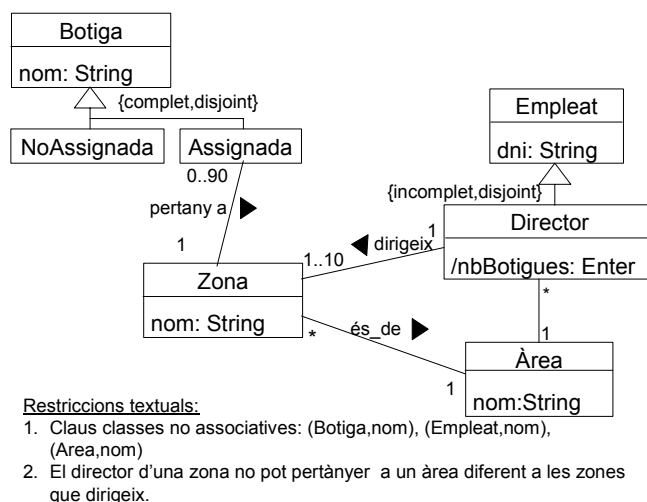 Botiga
nom: String
{complet,disjoint}
NoAssignada
Assignada
Empleat
dni: String
{incomplet,disjoint}
0..90
pertany a
1
Director
/nbBotigues: Enter
dirigeix
1
1..10
Zona
nom: String
*
és_de
*
1
Àrea
nom:String
1
Restriccions textuals:
1. Claus classes no associatives: (Botiga,nom), (Empleat,nom),
(Area,nom)
2. El director d'una zona no pot pertànyer a un àrea diferent a les zones
que dirigeix.